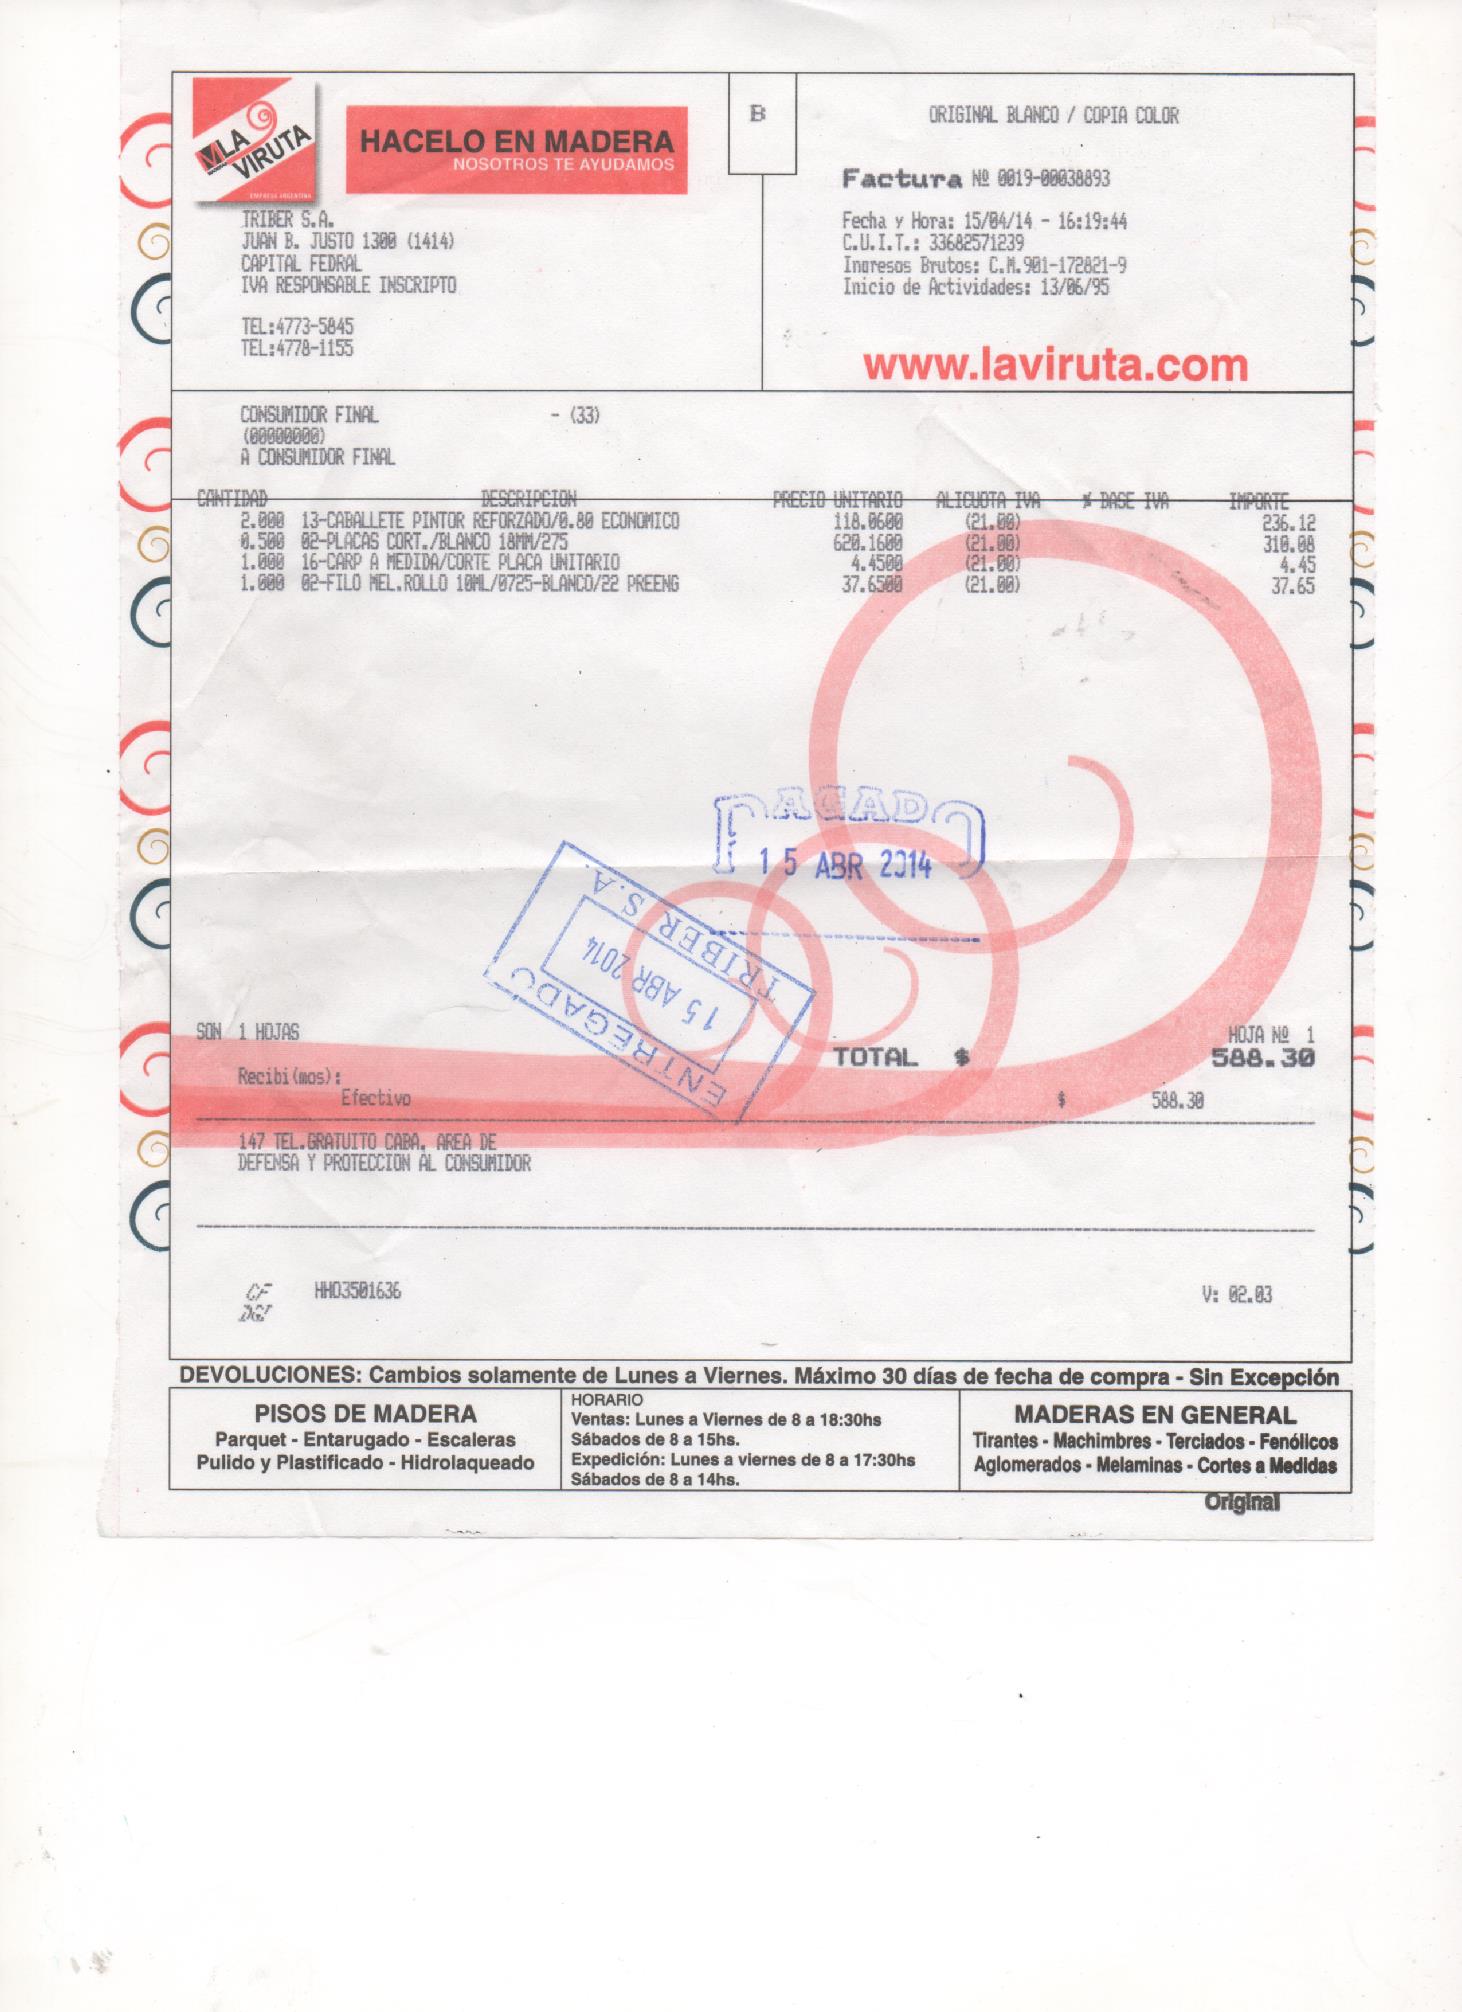 LA
VIRUTA
EMPRESA ARGENTINA
HACELO EN MADERA
NOSOTROS TE AYUDAMOS
B
ORIGINAL BLANCO / COPIA COLOR
Factura Nº 0019-00038893
TRIBER S.A.
JUAN B. JUSTO 1300 (1414)
CAPITAL FEDRAL
IVA RESPONSABLE INSCRIPTO
TEL:4773-5845
TEL:4778-1155
Fecha y Hora: 15/04/14 - 16:19:44
C.U.I.T.: 33682571239
Ingresos Brutos: C.M.901-172821-9
Inicio de Actividades: 13/06/95
www.laviruta.com
CONSUMIDOR FINAL - (33)
(00000000)
A CONSUMIDOR FINAL
CANTIDAD DESCRIPCION PRECIO UNITARIO ALICUOTA IVA % BASE IVA IMPORTE
2.000 13-CABALLETE PINTOR REFORZADO/0.80 ECONOMICO 118.0600 (21.00) 236.12
0.500 02-PLACAS CORT./BLANCO 18MM/275 620.1600 (21.00) 310.08
1.000 16-CARP A MEDIDA/CORTE PLACA UNITARIO 4.4500 (21.00) 4.45
1.000 02-FILO MEL.ROLLO 10ML/0725-BLANCO/22 PREENG 37.6500 (21.00) 37.65
PAGADO
15 ABR 2014
ENTREGADO
15 ABR 2014
TRIBER S.A.
SON 1 HOJAS HOJA Nº 1
TOTAL $ 588.30
Recibi(mos):
Efectivo $ 588.30
147 TEL.GRATUITO CABA. AREA DE
DEFENSA Y PROTECCION AL CONSUMIDOR
CF
DGI
HHO3501636 V: 02.03
DEVOLUCIONES: Cambios solamente de Lunes a Viernes. Máximo 30 días de fecha de compra - Sin Excepción
PISOS DE MADERA
Parquet - Entarugado - Escaleras
Pulido y Plastificado - Hidrolaqueado
HORARIO
Ventas: Lunes a Viernes de 8 a 18:30hs
Sábados de 8 a 15hs.
Expedición: Lunes a viernes de 8 a 17:30hs
Sábados de 8 a 14hs.
MADERAS EN GENERAL
Tirantes - Machimbres - Terciados - Fenólicos
Aglomerados - Melaminas - Cortes a Medidas
Original